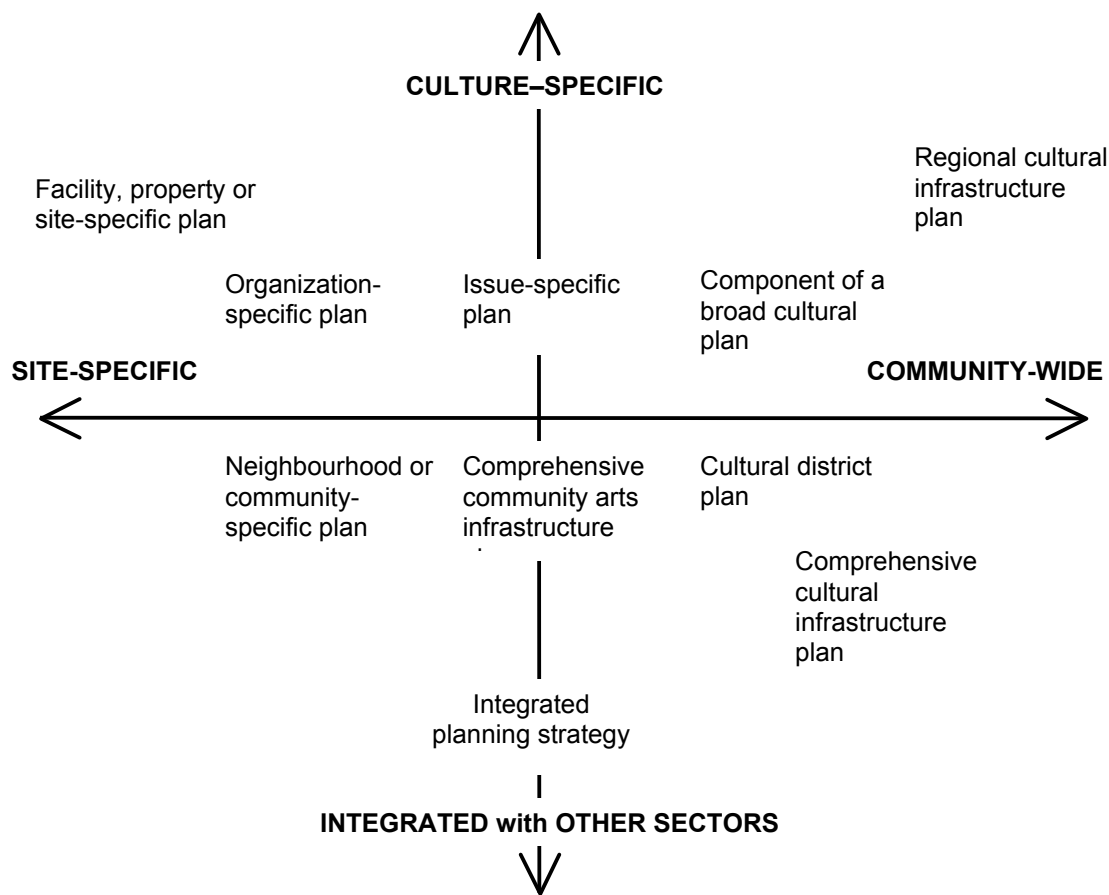 CULTURE–SPECIFIC
Facility, property or
site-specific plan
Regional cultural
infrastructure
plan
Organization-
specific plan
Issue-specific
plan
Component of a
broad cultural
plan
SITE-SPECIFIC
COMMUNITY-WIDE
Neighbourhood or
community-
specific plan
Comprehensive
community arts
infrastructure
Cultural district
plan
Comprehensive
cultural
infrastructure
plan
Integrated
planning strategy
INTEGRATED with OTHER SECTORS